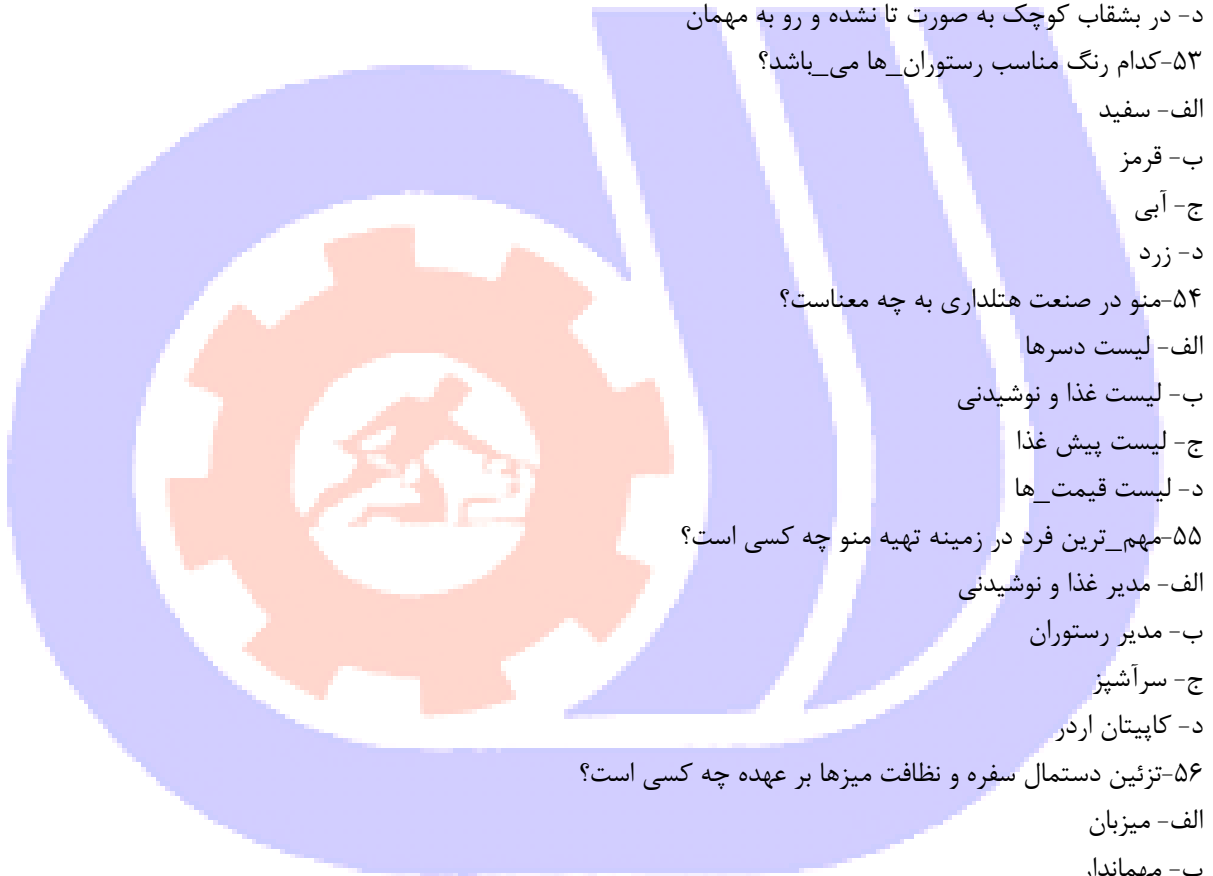 د- در بشقاب کوچک به صورت تا نشده و رو به مهمان
۵۳-کدام رنگ مناسب رستوران_ها می_باشد؟
الف- سفید
ب- قرمز
ج- آبی
د- زرد
۵۴-منو در صنعت هتلداری به چه معناست؟
الف- لیست دسرها
ب- لیست غذا و نوشیدنی
ج- لیست پیش غذا
د- لیست قیمت_ها
۵۵-مهم_ترین فرد در زمینه تهیه منو چه کسی است؟
الف- مدیر غذا و نوشیدنی
ب- مدیر رستوران
ج- سرآشپز
د- کاپیتان اردر
۵۶-تزئین دستمال سفره و نظافت میزها بر عهده چه کسی است؟
الف- میزبان
ب- مهماندار